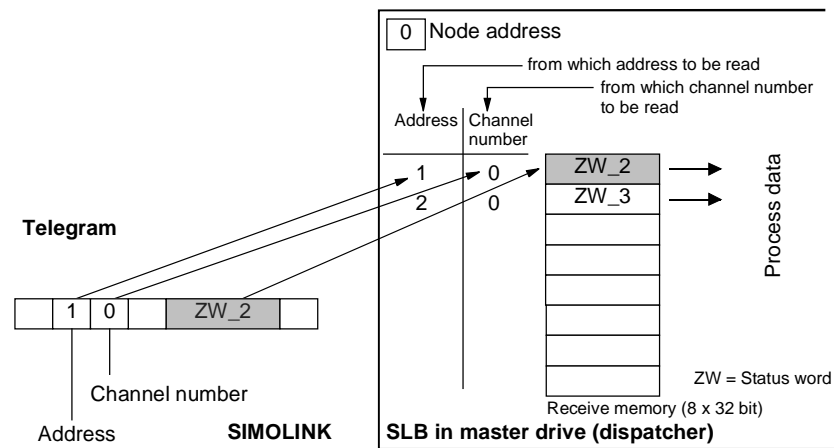 0 Node address
from which address to be read
from which channel number
to be read
Address
Channel
number
1 0 ZW_2
2 0 ZW_3
Process data
Telegram
1 0 ZW_2
Channel number
Address
SIMOLINK
ZW = Status word
Receive memory (8 x 32 bit)
SLB in master drive (dispatcher)